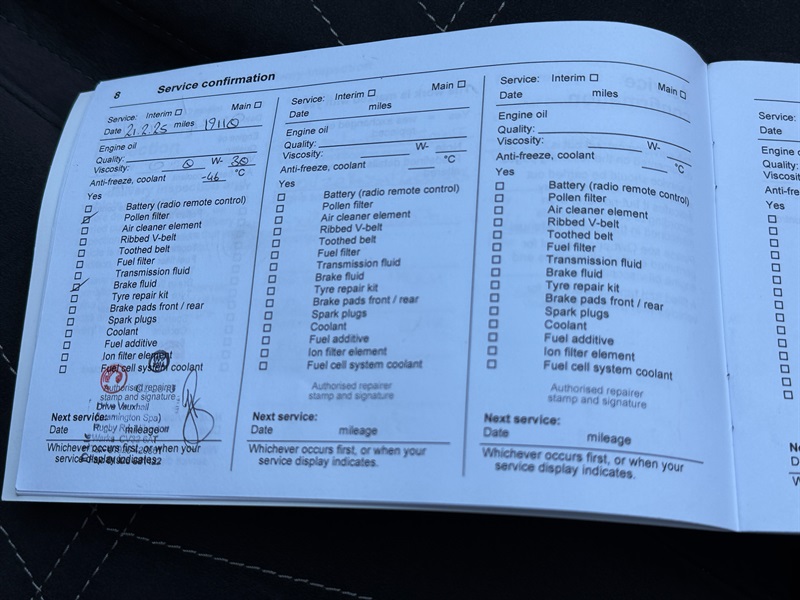 8
Service confirmation
Service: Interim ☐ Main ☐
Date 21.2.25 miles 19110
Engine oil
Quality:
Viscosity: 0 W- 30
Anti-freeze, coolant -46 °C
Yes
☐ Battery (radio remote control)
☑ Pollen filter
☐ Air cleaner element
☐ Ribbed V-belt
☐ Toothed belt
☐ Fuel filter
☐ Transmission fluid
☑ Brake fluid
☐ Tyre repair kit
☐ Brake pads front / rear
☐ Spark plugs
☐ Coolant
☐ Fuel additive
☐ Ion filter element
☐ Fuel cell system coolant
Authorised repairer
stamp and signature
Drive Vauxhall
(Leamington Spa)
Next service:
Date mileage
Whichever occurs first, or when your
service display indicates.
Service: Interim ☐ Main ☐
Date miles
Engine oil
Quality:
Viscosity: W-
Anti-freeze, coolant °C
Yes
☐ Battery (radio remote control)
☐ Pollen filter
☐ Air cleaner element
☐ Ribbed V-belt
☐ Toothed belt
☐ Fuel filter
☐ Transmission fluid
☐ Brake fluid
☐ Tyre repair kit
☐ Brake pads front / rear
☐ Spark plugs
☐ Coolant
☐ Fuel additive
☐ Ion filter element
☐ Fuel cell system coolant
Authorised repairer
stamp and signature
Next service:
Date mileage
Whichever occurs first, or when your
service display indicates.
Service: Interim ☐ Main ☐
Date miles
Engine oil
Quality:
Viscosity: W-
Anti-freeze, coolant °C
Yes
☐ Battery (radio remote control)
☐ Pollen filter
☐ Air cleaner element
☐ Ribbed V-belt
☐ Toothed belt
☐ Fuel filter
☐ Transmission fluid
☐ Brake fluid
☐ Tyre repair kit
☐ Brake pads front / rear
☐ Spark plugs
☐ Coolant
☐ Fuel additive
☐ Ion filter element
☐ Fuel cell system coolant
Authorised repairer
stamp and signature
Next service:
Date mileage
Whichever occurs first, or when your
service display indicates.
Service:
Date
Engine
Quality:
Viscosity:
Anti-fre
Yes